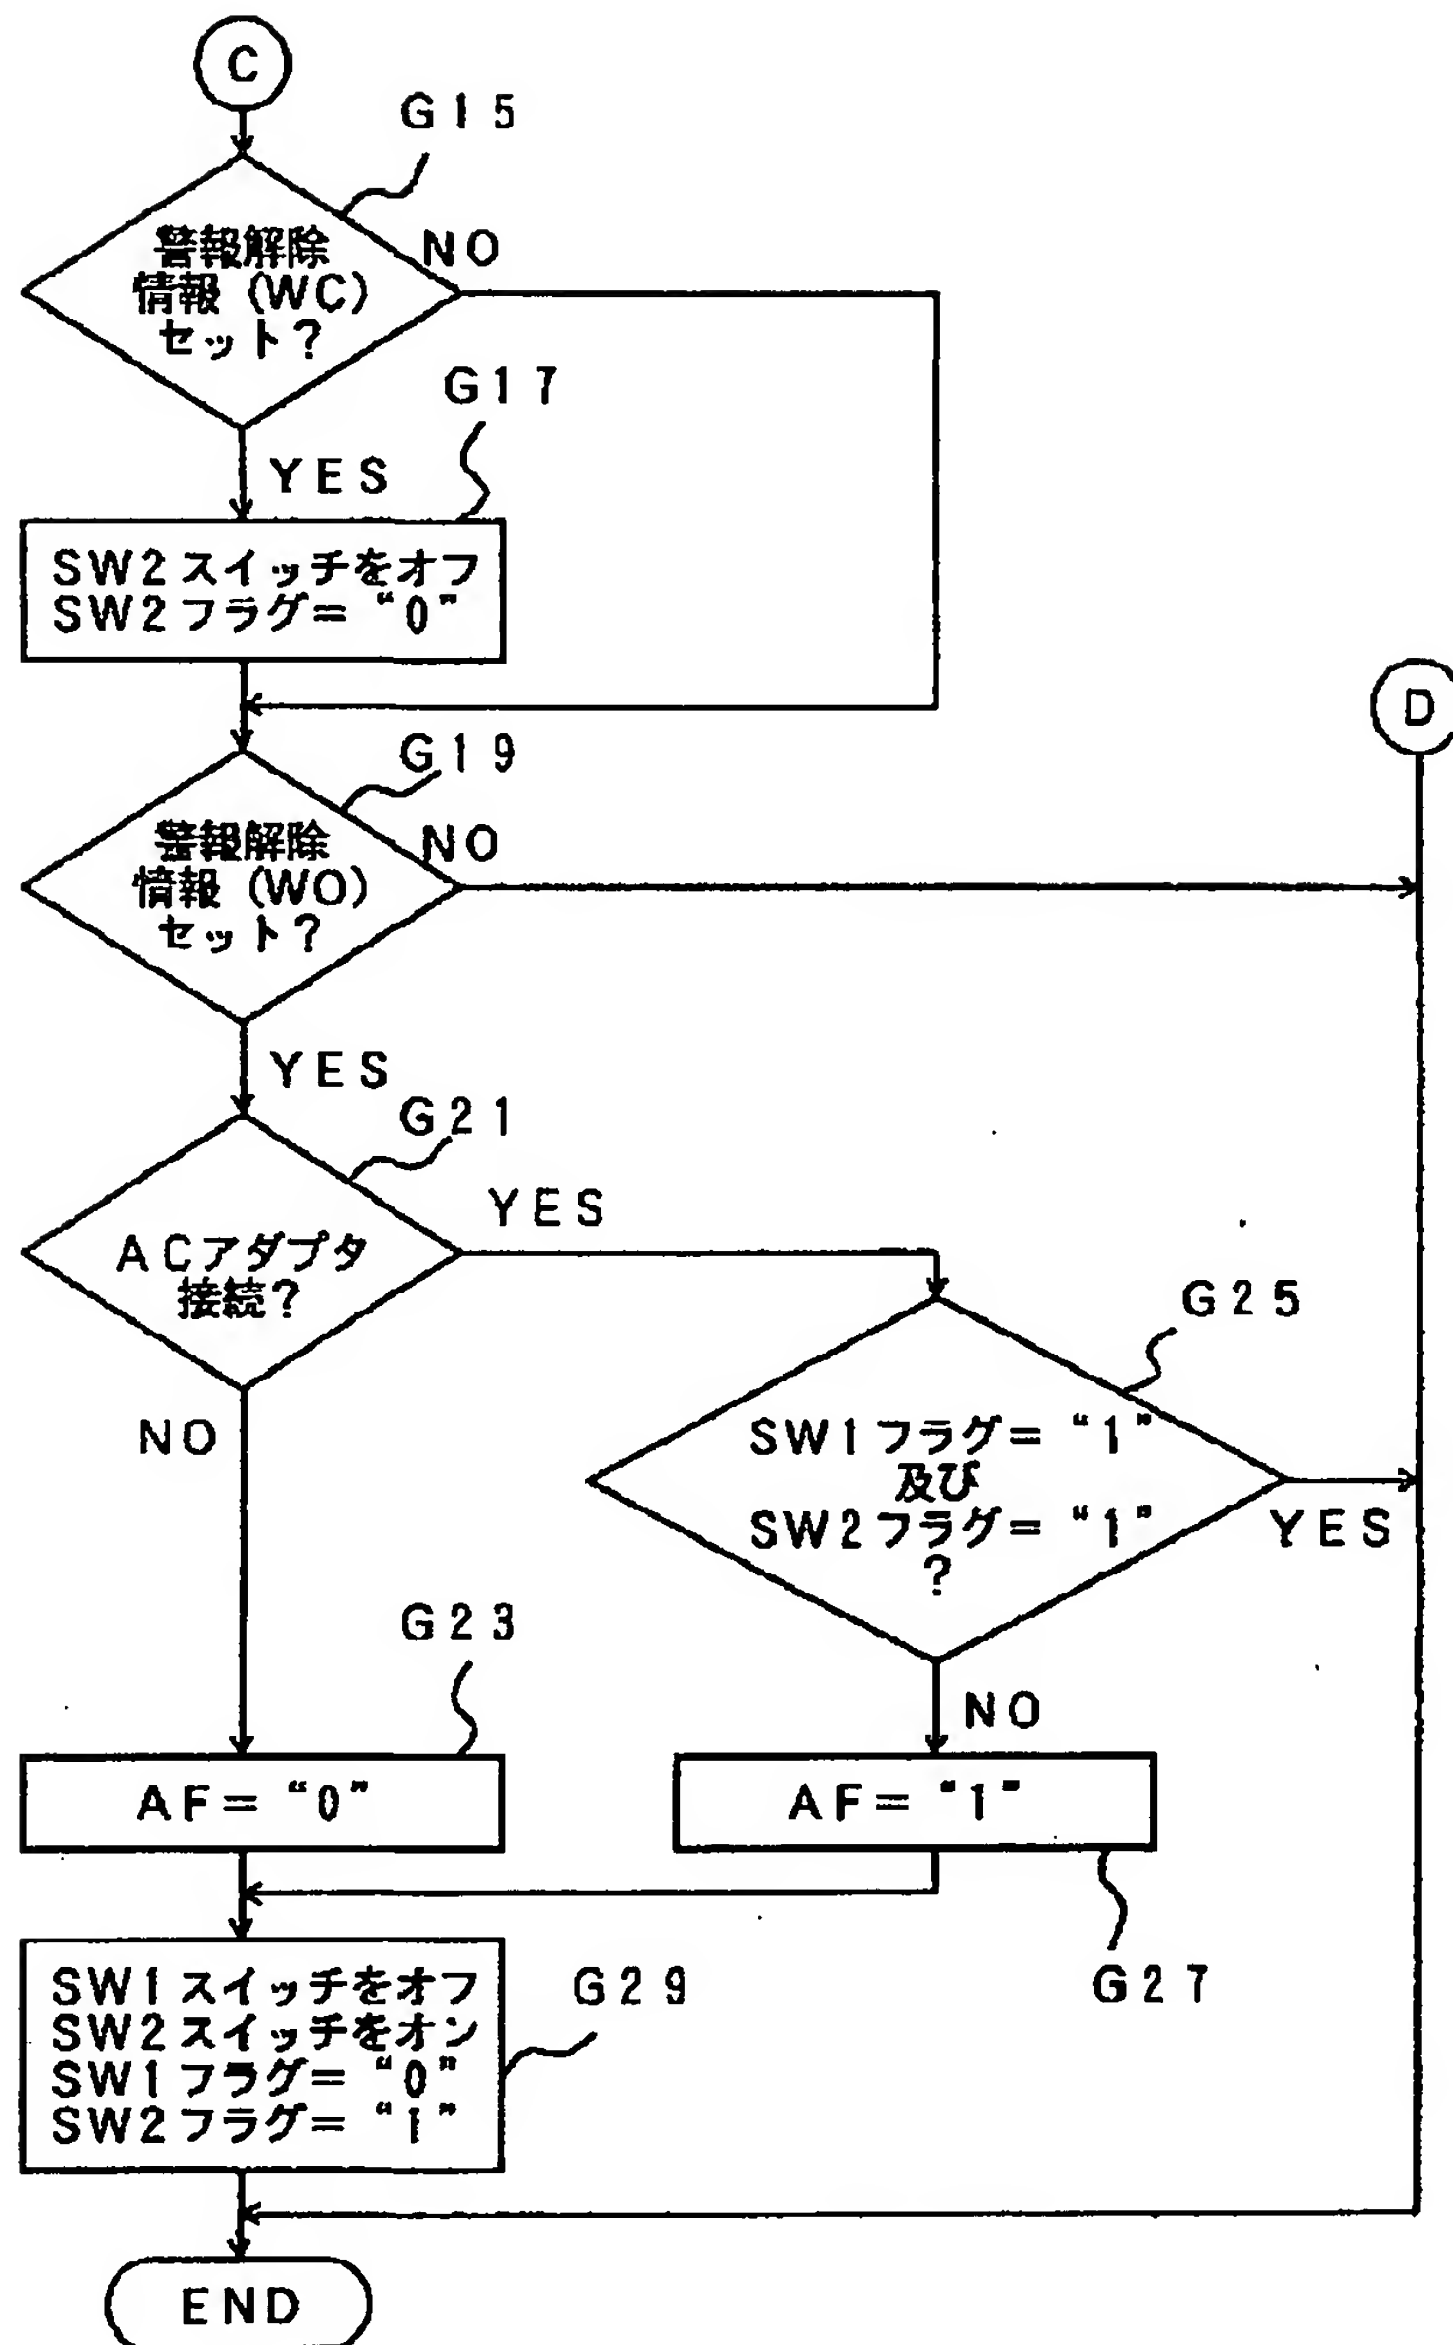 C
G15
警報解除
情報 (WC)
セット?
NO
G17
YES
SW2スイッチをオフ
SW2フラグ= “0”
D
G19
警報解除
情報 (WO)
セット?
NO
YES
G21
ACアダプタ
接続?
YES
G25
NO
SW1フラグ= “1”
及び
SW2フラグ= “1”
?
YES
G23
NO
AF= “0”
AF= “1”
SW1スイッチをオフ
SW2スイッチをオン
SW1フラグ= “0”
SW2フラグ= “1”
G29
G27
END